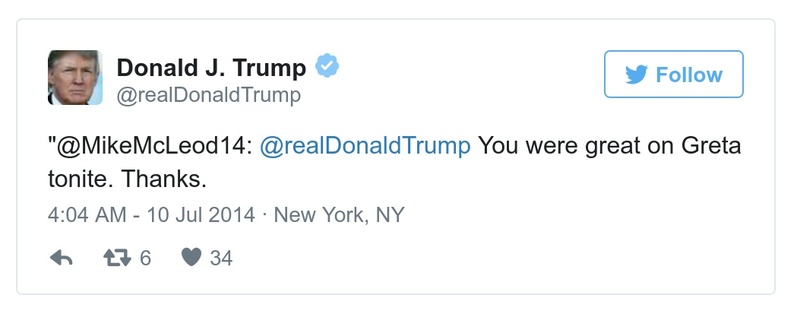 Donald J. Trump
@realDonaldTrump
Follow
"@MikeMcLeod14: @realDonaldTrump You were great on Greta
tonite. Thanks.
4:04 AM - 10 Jul 2014 · New York, NY
6 34